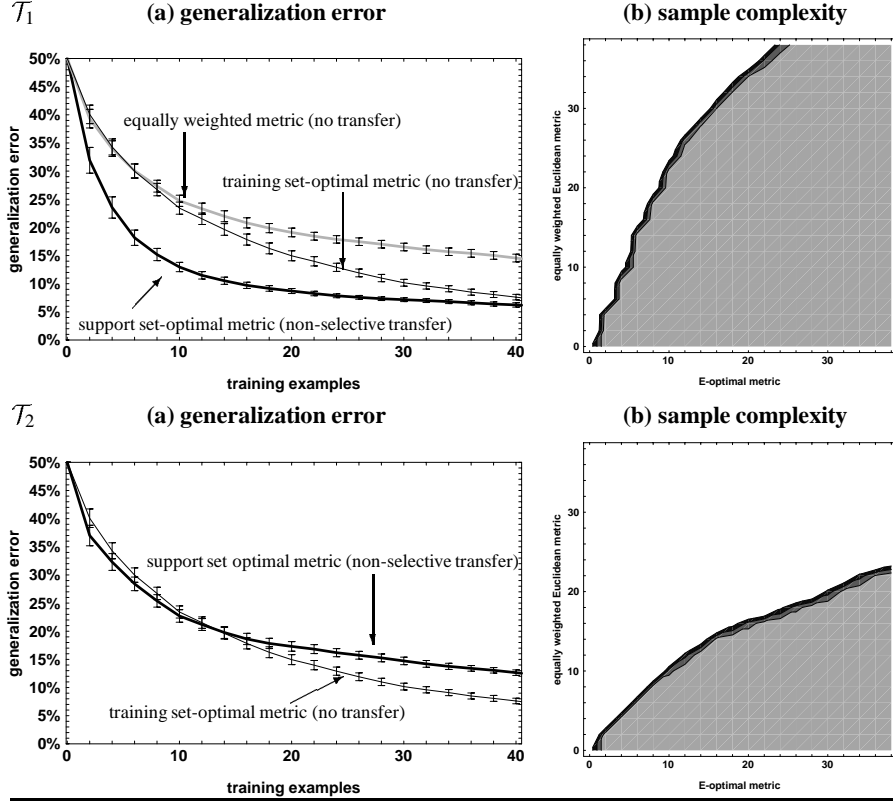 T1 (a) generalization error (b) sample complexity
50%
45%
40%
35%
30%
25%
20%
15%
10%
5%
0%
generalization error
equally weighted metric (no transfer)
training set-optimal metric (no transfer)
support set-optimal metric (non-selective transfer)
0 10 20 30 40
training examples
equally weighted Euclidean metric
30
20
10
0
0 10 20 30
E-optimal metric
T2 (a) generalization error (b) sample complexity
50%
45%
40%
35%
30%
25%
20%
15%
10%
5%
0%
generalization error
support set optimal metric (non-selective transfer)
training set-optimal metric (no transfer)
0 10 20 30 40
training examples
equally weighted Euclidean metric
30
20
10
0
0 10 20 30
E-optimal metric